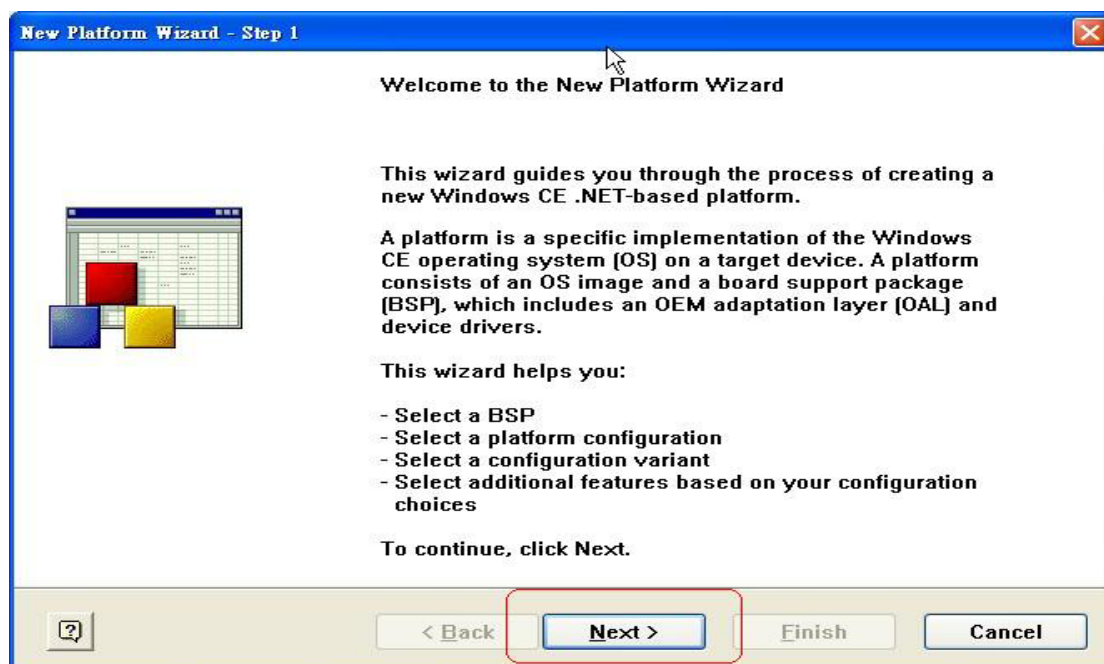 New Platform Wizard - Step 1
Welcome to the New Platform Wizard
This wizard guides you through the process of creating a
new Windows CE .NET-based platform.
A platform is a specific implementation of the Windows
CE operating system (OS) on a target device. A platform
consists of an OS image and a board support package
(BSP), which includes an OEM adaptation layer (OAL) and
device drivers.
This wizard helps you:
- Select a BSP
- Select a platform configuration
- Select a configuration variant
- Select additional features based on your configuration
choices
To continue, click Next.
?
< Back
Next >
Finish
Cancel